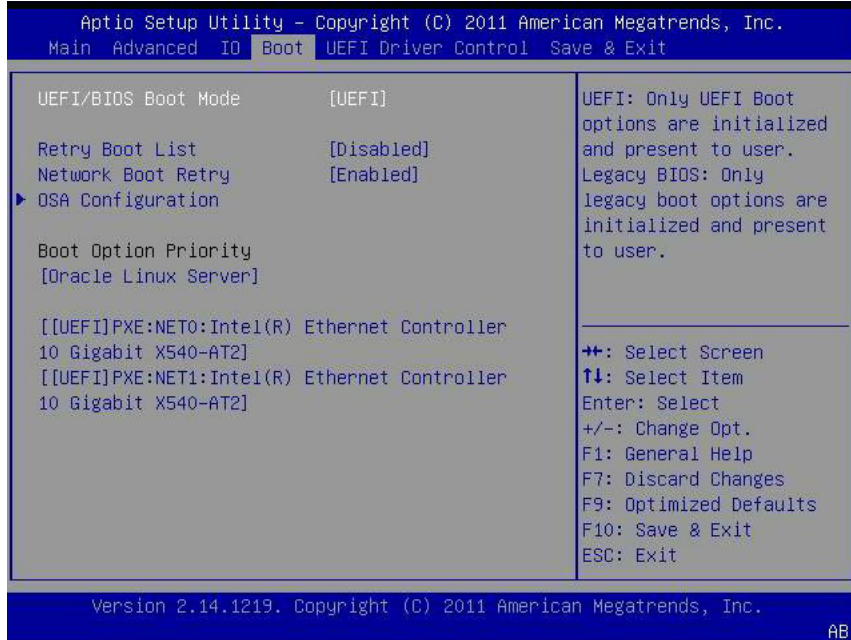 Aptio Setup Utility – Copyright (C) 2011 American Megatrends, Inc.
Main Advanced IO Boot UEFI Driver Control Save & Exit
UEFI/BIOS Boot Mode [UEFI]
Retry Boot List [Disabled]
Network Boot Retry [Enabled]
OSA Configuration
Boot Option Priority
[Oracle Linux Server]
[[UEFI]PXE:NET0:Intel(R) Ethernet Controller
10 Gigabit X540-AT2]
[[UEFI]PXE:NET1:Intel(R) Ethernet Controller
10 Gigabit X540-AT2]
UEFI: Only UEFI Boot
options are initialized
and present to user.
Legacy BIOS: Only
legacy boot options are
initialized and present
to user.
→←: Select Screen
↑↓: Select Item
Enter: Select
+/-: Change Opt.
F1: General Help
F7: Discard Changes
F9: Optimized Defaults
F10: Save & Exit
ESC: Exit
Version 2.14.1219. Copyright (C) 2011 American Megatrends, Inc.
AB